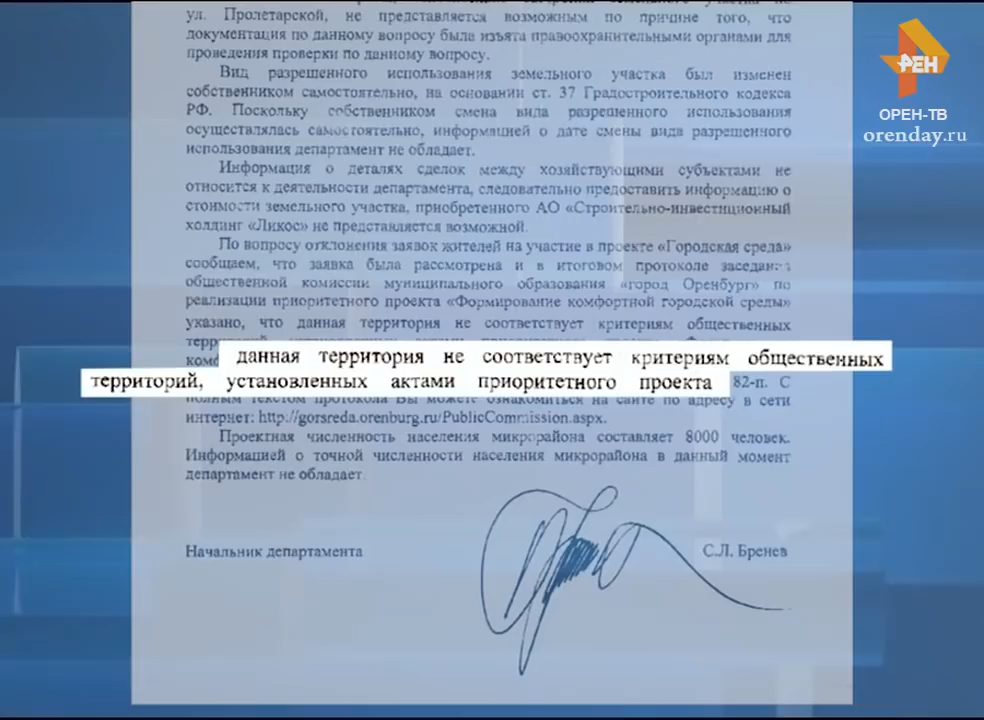 ул. Пролетарской, не представляется возможным по причине того, что
документация по данному вопросу была изъята правоохранительными органами для
проведения проверки по данному вопросу.
Вид разрешенного использования земельного участка был изменен
собственником самостоятельно, на основании ст. 37 Градостроительного кодекса
РФ. Поскольку собственником смена вида разрешенного использования
осуществлялась самостоятельно, информацией о дате смены вида разрешенного
использования департамент не обладает.
Информация о деталях сделок между хозяйствующими субъектами не
относится к деятельности департамента, следовательно предоставить информацию о
стоимости земельного участка, приобретенного АО «Строительно-инвестиционный
холдинг «Ликос» не представляется возможной.
По вопросу отклонения заявок жителей на участие в проекте «Городская среда»
сообщаем, что заявка была рассмотрена и в итоговом протоколе заседания
общественной комиссии муниципального образования «город Оренбург» по
реализации приоритетного проекта «Формирование комфортной городской среды»
указано, что данная территория не соответствует критериям общественных
данная территория не соответствует критериям общественных
территорий, установленных актами приоритетного проекта
82-п. С
полным текстом протокола Вы можете ознакомиться на сайте по адресу в сети
интернет: http://gorsreda.orenburg.ru/PublicCommission.aspx.
Проектная численность населения микрорайона составляет 8000 человек.
Информацией о точной численности населения микрорайона в данный момент
департамент не обладает.
Начальник департамента
С.Л. Бренев
РЕН
ОРЕН-ТВ
orenday.ru